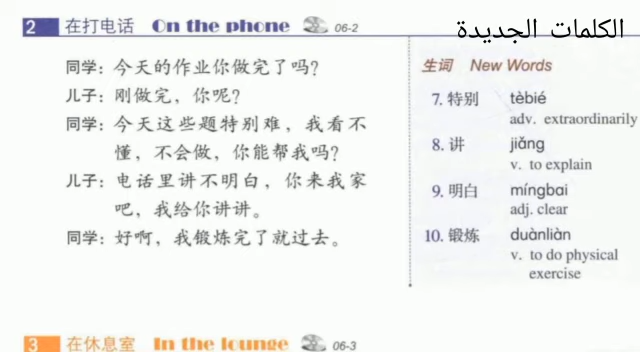 2 在打电话 On the phone 06-2
الكلمات الجديدة
同学：今天的作业你做完了吗？
儿子：刚做完，你呢？
同学：今天这些题特别难，我看不
懂，不会做，你能帮我吗？
儿子：电话里讲不明白，你来我家
吧，我给你讲讲。
同学：好啊，我锻炼完了就过去。
生词 New Words
7. 特别 tèbié
adv. extraordinarily
8. 讲 jiǎng
v. to explain
9. 明白 míngbai
adj. clear
10. 锻炼 duànliàn
v. to do physical
exercise
3 在休息室 In the lounge 06-3